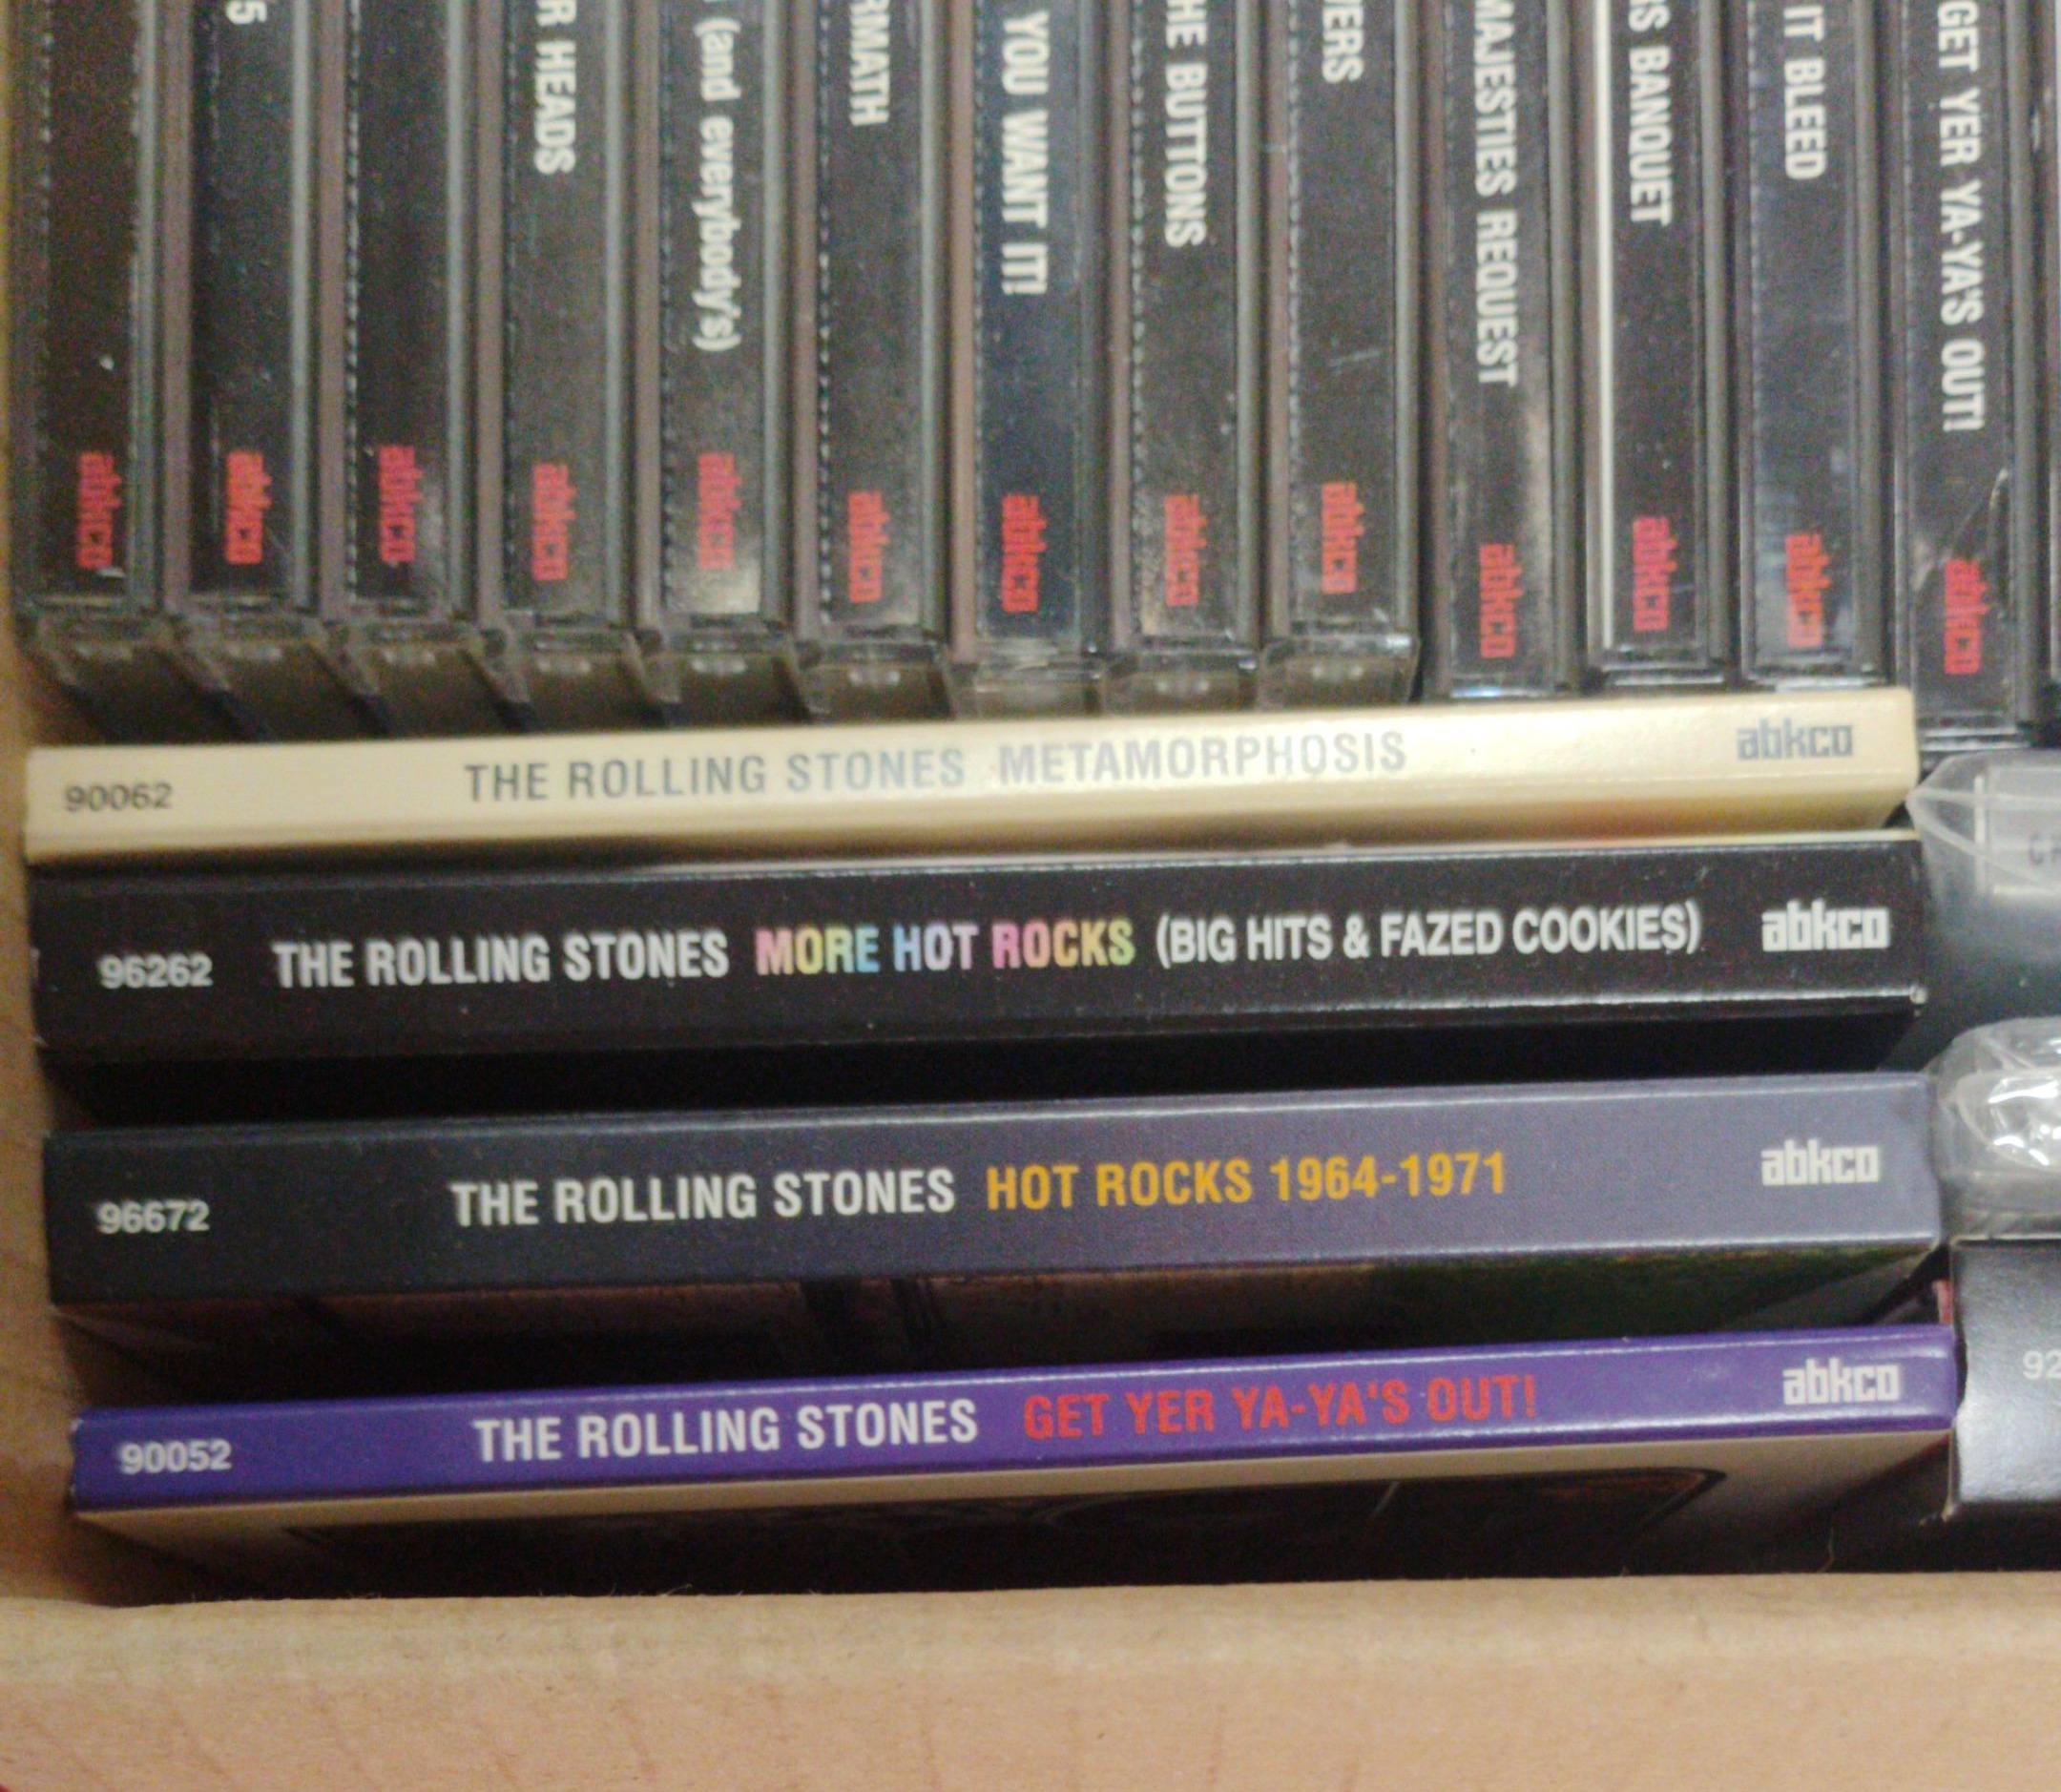 5
R HEADS
(and everybody's)
RMATH
YOU WANT IT!
HE BUTTONS
ERS
MAJESTIES REQUEST
S BANQUET
IT BLEED
GET YER YA-YA'S OUT!
abkco
abkco
abkco
abkco
abkco
abkco
abkco
abkco
abkco
abkco
abkco
abkco
abkco
90062 THE ROLLING STONES METAMORPHOSIS abkco
96262 THE ROLLING STONES MORE HOT ROCKS (BIG HITS & FAZED COOKIES) abkco
96672 THE ROLLING STONES HOT ROCKS 1964-1971 abkco
92
90052 THE ROLLING STONES GET YER YA-YA'S OUT! abkco